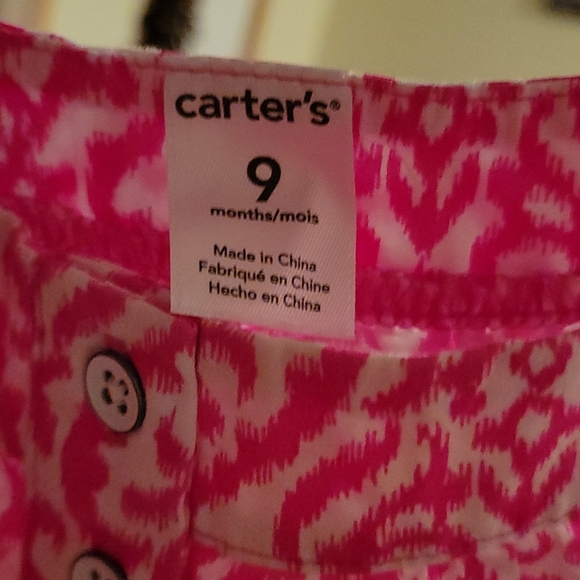 carter's®
9
months/mois
Made in China
Fabriqué en Chine
Hecho en China